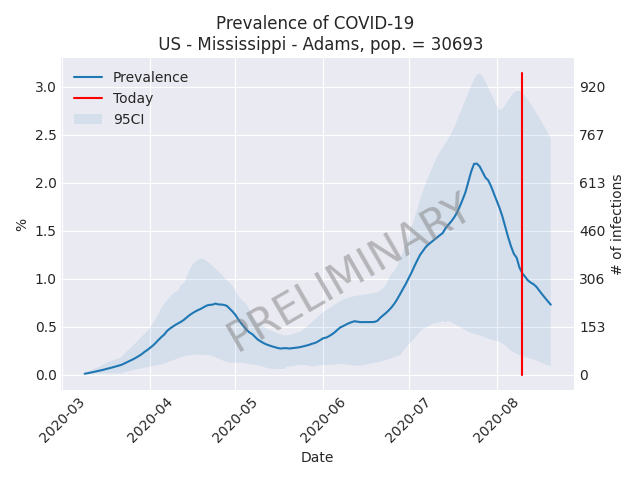 Prevalence of COVID-19
US - Mississippi - Adams, pop. = 30693
Prevalence
Today
95CI
3.0
2.5
2.0
1.5
1.0
0.5
0.0
%
920
767
613
460
306
153
0
# of infections
PRELIMINARY
2020-03
2020-04
2020-05
2020-06
2020-07
2020-08
Date